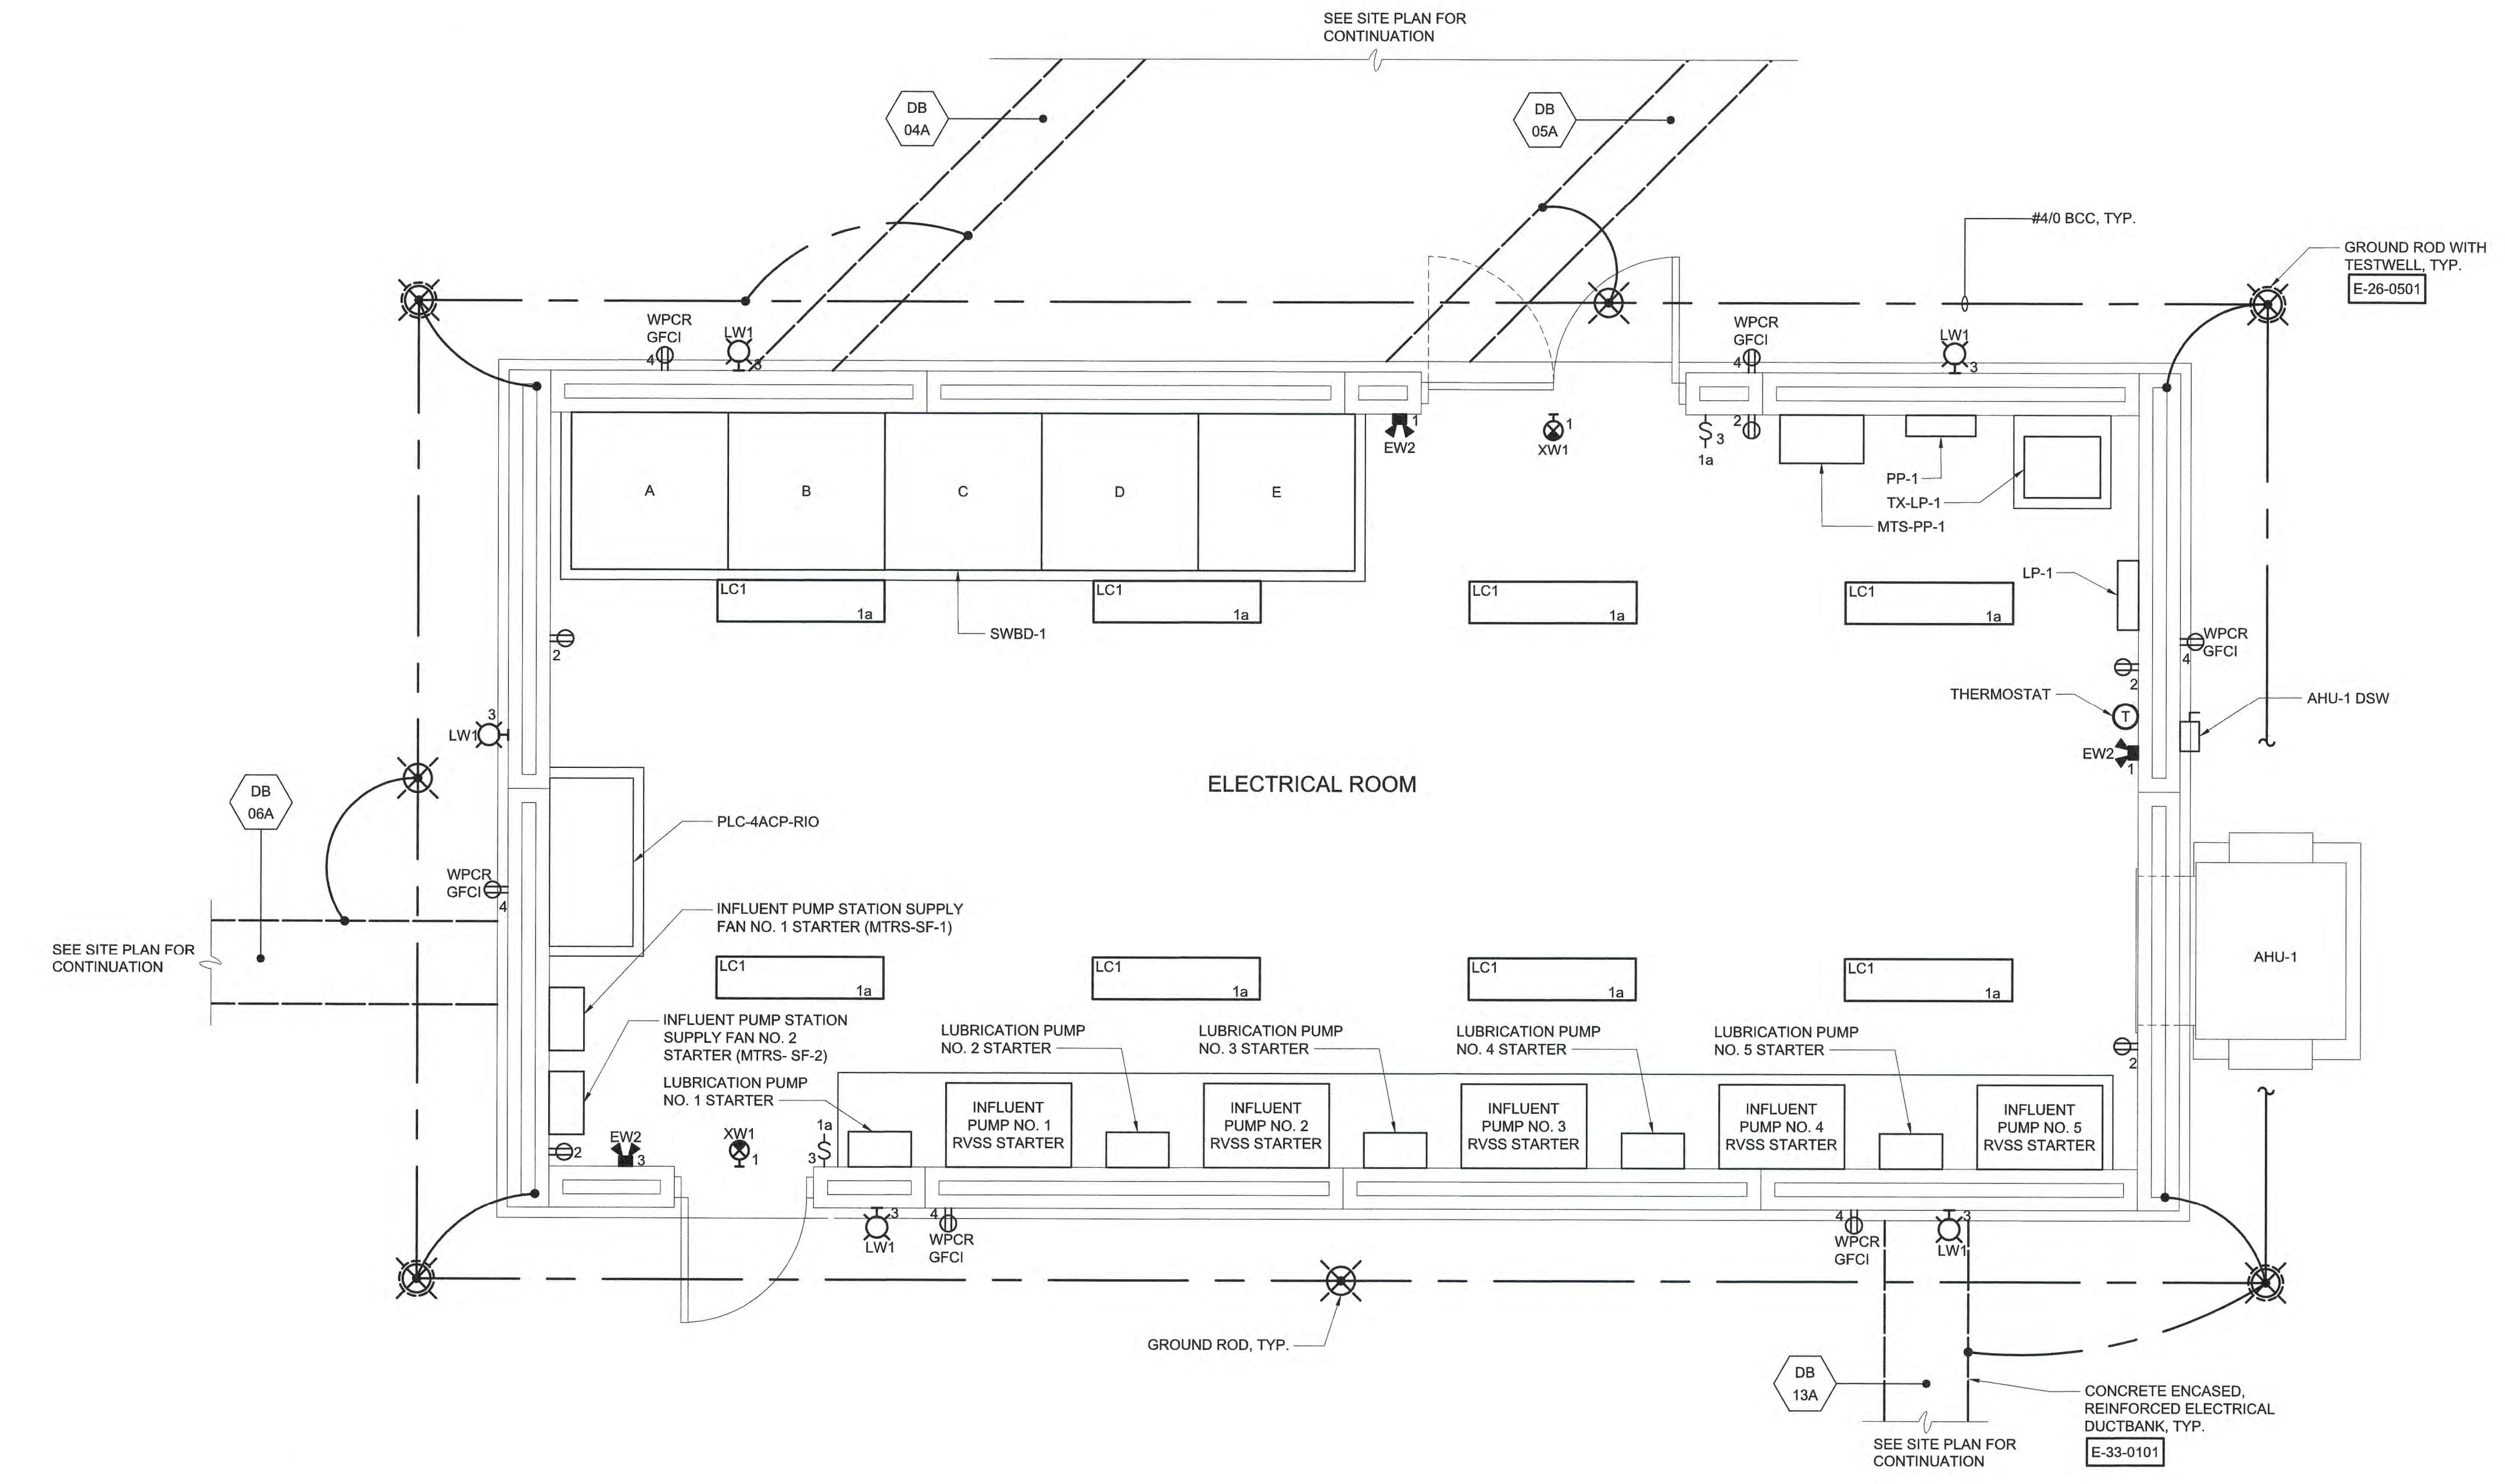 SEE SITE PLAN FOR
CONTINUATION
DB
04A
DB
05A
#4/0 BCC, TYP.
GROUND ROD WITH
TESTWELL, TYP.
E-26-0501
WPCR
GFCI
4
LW1
3
WPCR
GFCI
4
LW1
3
EW2
1
XW1
1
S
3
1a
2
A
B
C
D
E
PP-1
TX-LP-1
MTS-PP-1
LC1
1a
LC1
1a
LC1
1a
LC1
1a
SWBD-1
LP-1
2
WPCR
GFCI
4
2
THERMOSTAT
T
AHU-1 DSW
3
LW1
EW2
1
ELECTRICAL ROOM
DB
06A
PLC-4ACP-RIO
WPCR
GFCI
4
INFLUENT PUMP STATION SUPPLY
FAN NO. 1 STARTER (MTRS-SF-1)
SEE SITE PLAN FOR
CONTINUATION
AHU-1
LC1
1a
LC1
1a
LC1
1a
LC1
1a
INFLUENT PUMP STATION
SUPPLY FAN NO. 2
STARTER (MTRS- SF-2)
LUBRICATION PUMP
NO. 2 STARTER
LUBRICATION PUMP
NO. 3 STARTER
LUBRICATION PUMP
NO. 4 STARTER
LUBRICATION PUMP
NO. 5 STARTER
2
LUBRICATION PUMP
NO. 1 STARTER
INFLUENT
PUMP NO. 1
RVSS STARTER
INFLUENT
PUMP NO. 2
RVSS STARTER
INFLUENT
PUMP NO. 3
RVSS STARTER
INFLUENT
PUMP NO. 4
RVSS STARTER
INFLUENT
PUMP NO. 5
RVSS STARTER
2
EW2
3
XW1
1
1a
S
3
3
LW1
4
WPCR
GFCI
4
WPCR
GFCI
3
LW1
GROUND ROD, TYP.
DB
13A
CONCRETE ENCASED,
REINFORCED ELECTRICAL
DUCTBANK, TYP.
E-33-0101
SEE SITE PLAN FOR
CONTINUATION